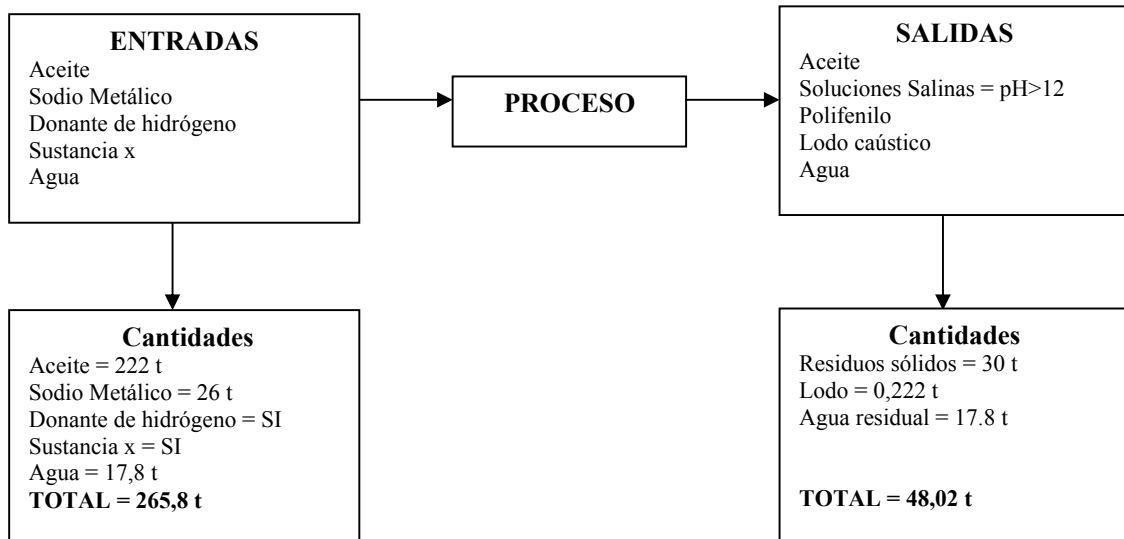 ENTRADAS
Aceite
Sodio Metálico
Donante de hidrógeno
Sustancia x
Agua
PROCESO
SALIDAS
Aceite
Soluciones Salinas = pH>12
Polifenilo
Lodo caústico
Agua
Cantidades
Aceite = 222 t
Sodio Metálico = 26 t
Donante de hidrógeno = SI
Sustancia x = SI
Agua = 17,8 t
TOTAL = 265,8 t
Cantidades
Residuos sólidos = 30 t
Lodo = 0,222 t
Agua residual = 17.8 t
TOTAL = 48,02 t